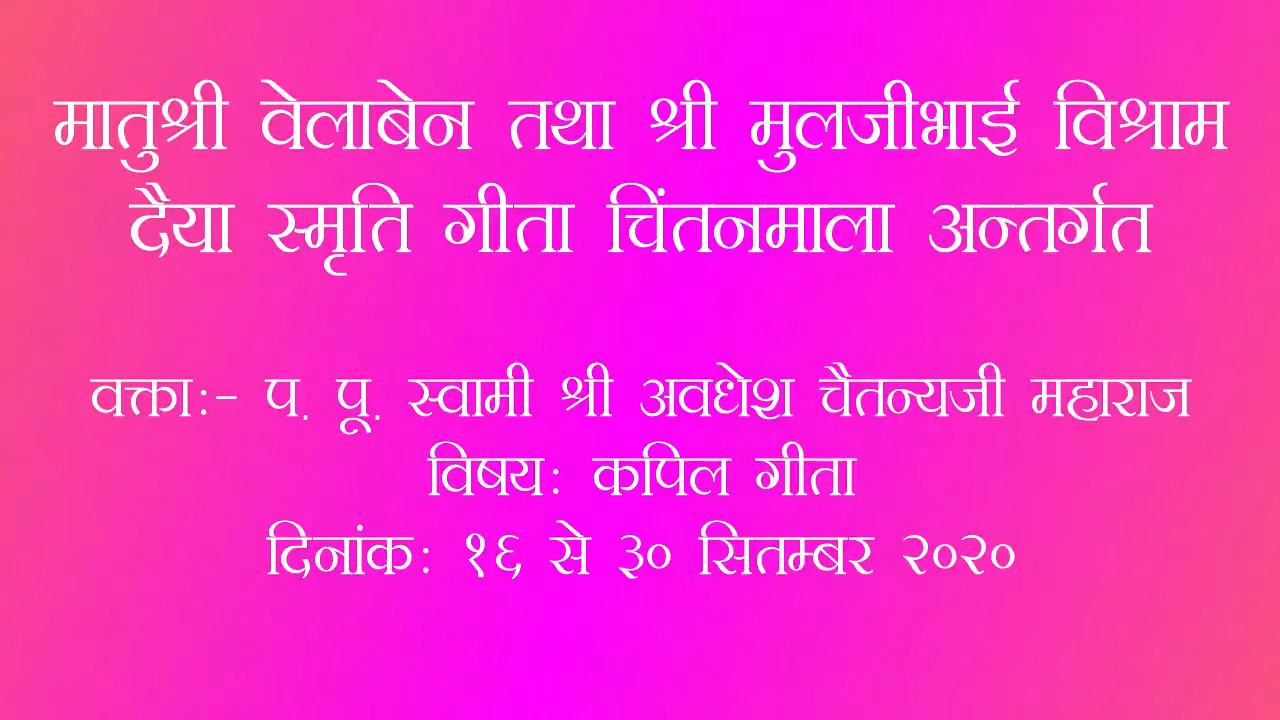 मातुश्री वेलाबेन तथा श्री मुलजीभाई विश्राम
दैया स्मृति गीता चिंतनमाला अन्तर्गत
वक्ता:- प. पू. स्वामी श्री अवधेश चैतन्यजी महाराज
विषय: कपिल गीता
दिनांक: १६ से ३० सितम्बर २०२०